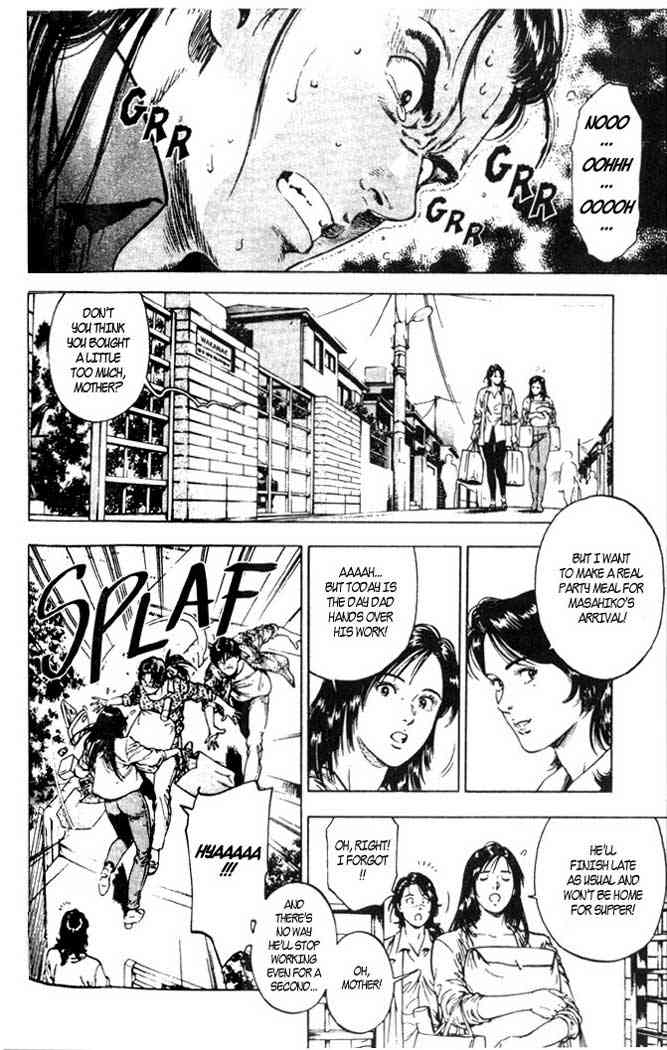 GRR
GRR
GRR
GRR
NOOO
...
OOHHH
...
OOOOH
...
DON'T
YOU THINK
YOU BOUGHT
A LITTLE
TOO MUCH,
MOTHER?
WAKANAE
BUT I WANT
TO MAKE A REAL
PARTY MEAL FOR
MASAHIKO'S
ARRIVAL!
AAAAH...
BUT TODAY IS
THE DAY DAD
HANDS OVER
HIS WORK!
HE'LL
FINISH LATE
AS USUAL AND
WON'T BE HOME
FOR SUPPER!
OH, RIGHT!
I FORGOT
!!
OH,
MOTHER!
AND
THERE'S
NO WAY
HE'LL STOP
WORKING
EVEN FOR A
SECOND...
SPLAF
HYAAAAA
!!!